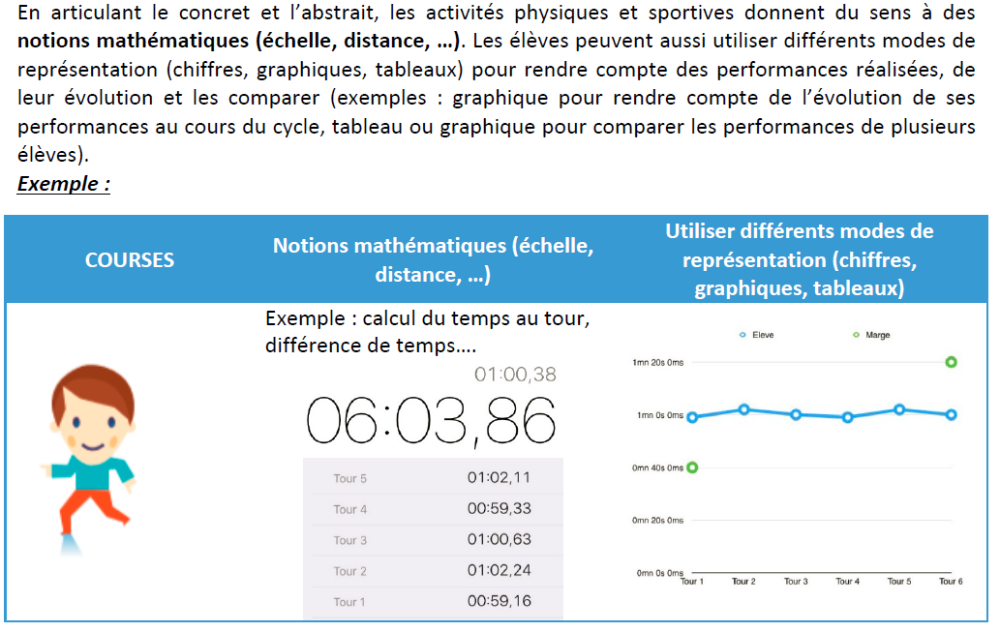 En articulant le concret et l’abstrait, les activités physiques et sportives donnent du sens à des
notions mathématiques (échelle, distance, …). Les élèves peuvent aussi utiliser différents modes de
représentation (chiffres, graphiques, tableaux) pour rendre compte des performances réalisées, de
leur évolution et les comparer (exemples : graphique pour rendre compte de l’évolution de ses
performances au cours du cycle, tableau ou graphique pour comparer les performances de plusieurs
élèves).
Exemple :
COURSES
Notions mathématiques (échelle,
distance, …)
Utiliser différents modes de
représentation (chiffres,
graphiques, tableaux)
Exemple : calcul du temps au tour,
différence de temps….
01:00,38
06:03,86
Tour 5 01:02,11
Tour 4 00:59,33
Tour 3 01:00,63
Tour 2 01:02,24
Tour 1 00:59,16
Eleve Marge
1mn 20s 0ms
1mn 0s 0ms
0mn 40s 0ms
0mn 20s 0ms
0mn 0s 0ms
Tour 1 Tour 2 Tour 3 Tour 4 Tour 5 Tour 6